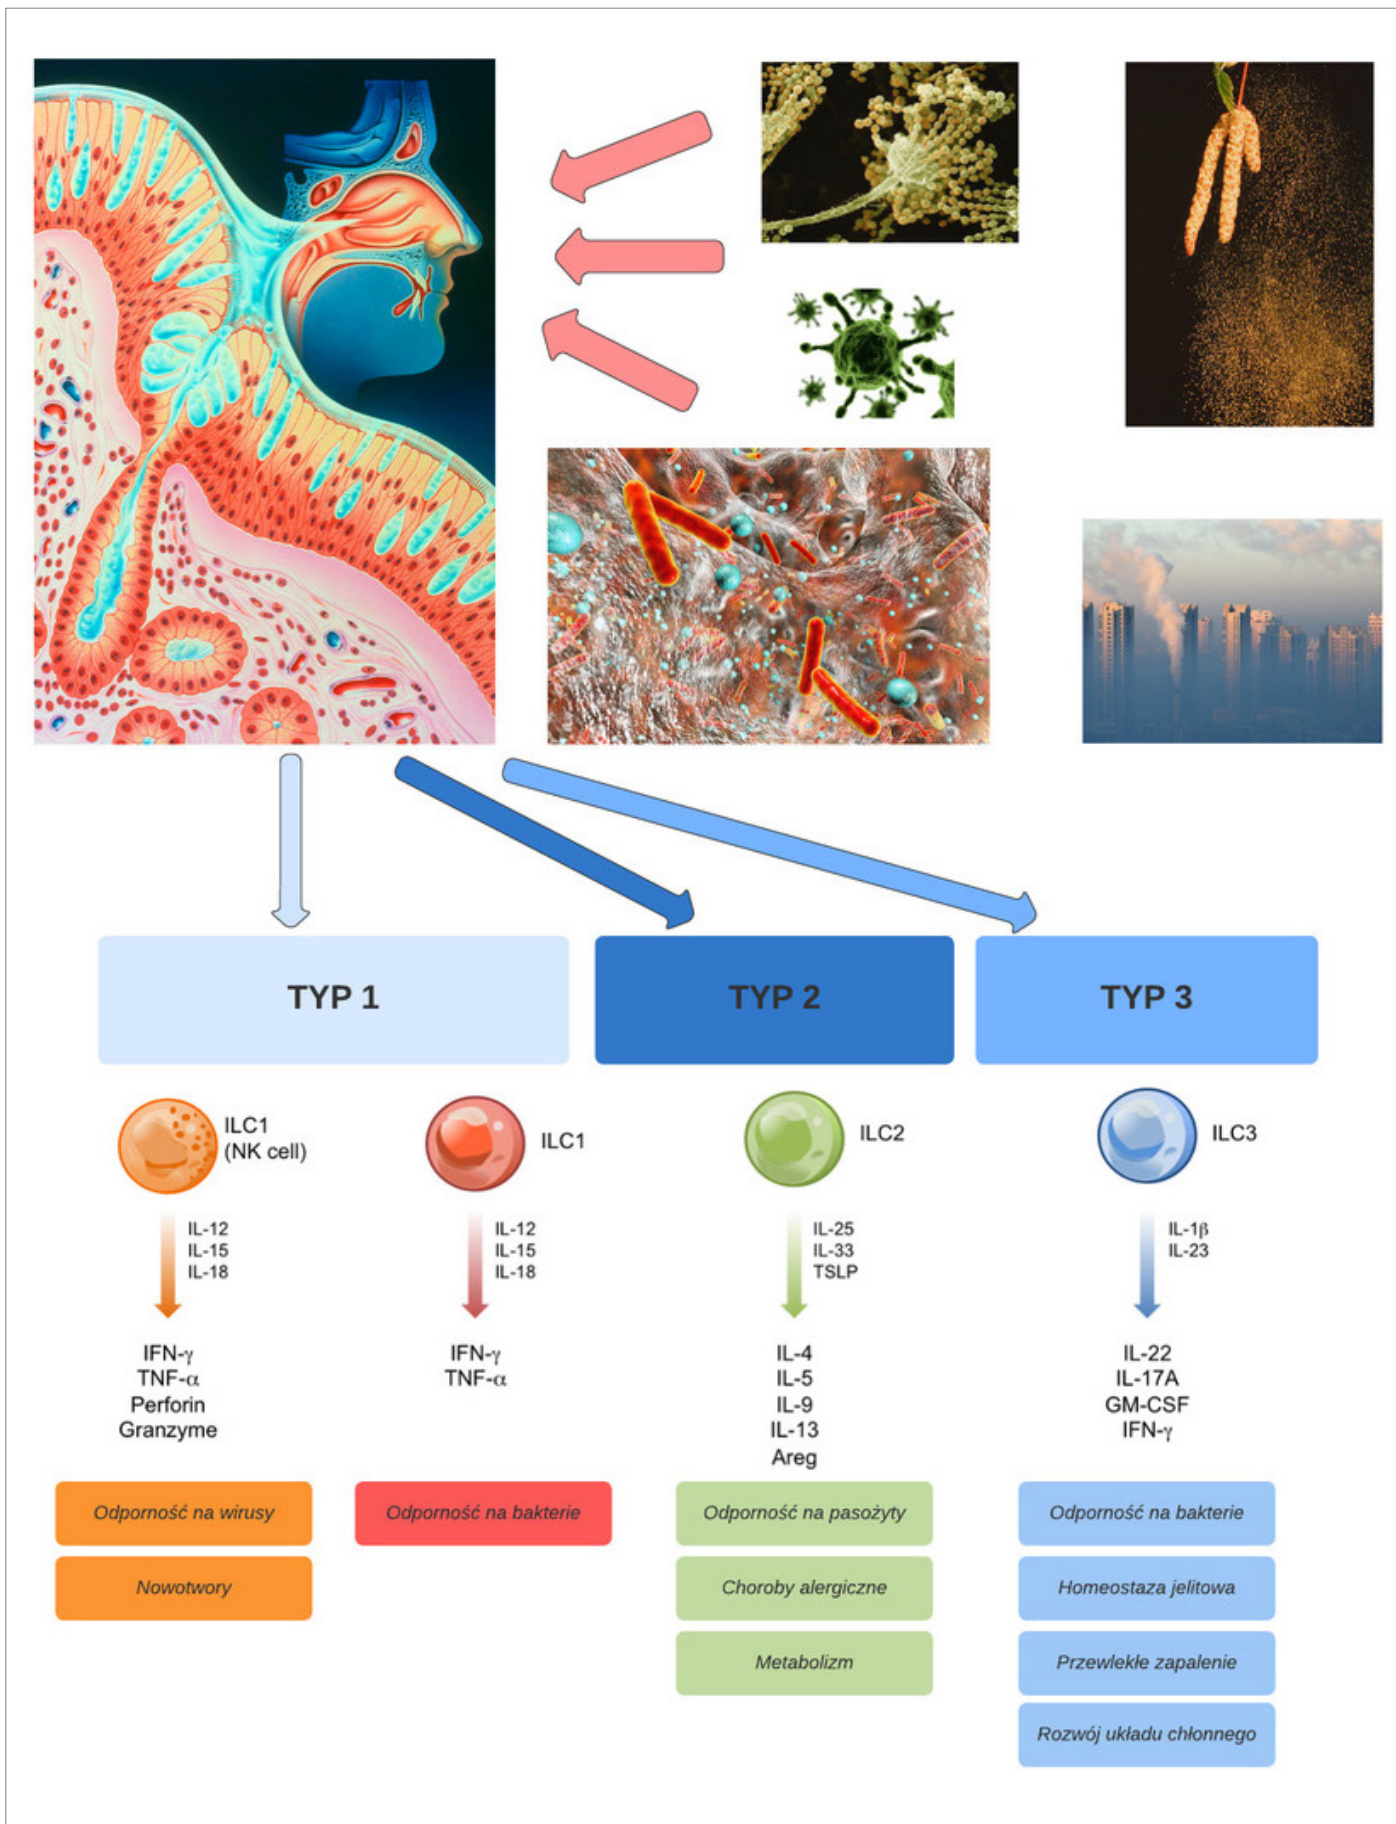 TYP 1
TYP 2
TYP 3
ILC1
(NK cell)
ILC1
ILC2
ILC3
IL-12
IL-15
IL-18
IL-12
IL-15
IL-18
IL-25
IL-33
TSLP
IL-1β
IL-23
IFN-γ
TNF-α
Perforin
Granzyme
IFN-γ
TNF-α
IL-4
IL-5
IL-9
IL-13
Areg
IL-22
IL-17A
GM-CSF
IFN-γ
Odporność na wirusy
Nowotwory
Odporność na bakterie
Odporność na pasożyty
Choroby alergiczne
Metabolizm
Odporność na bakterie
Homeostaza jelitowa
Przewlekłe zapalenie
Rozwój układu chłonnego